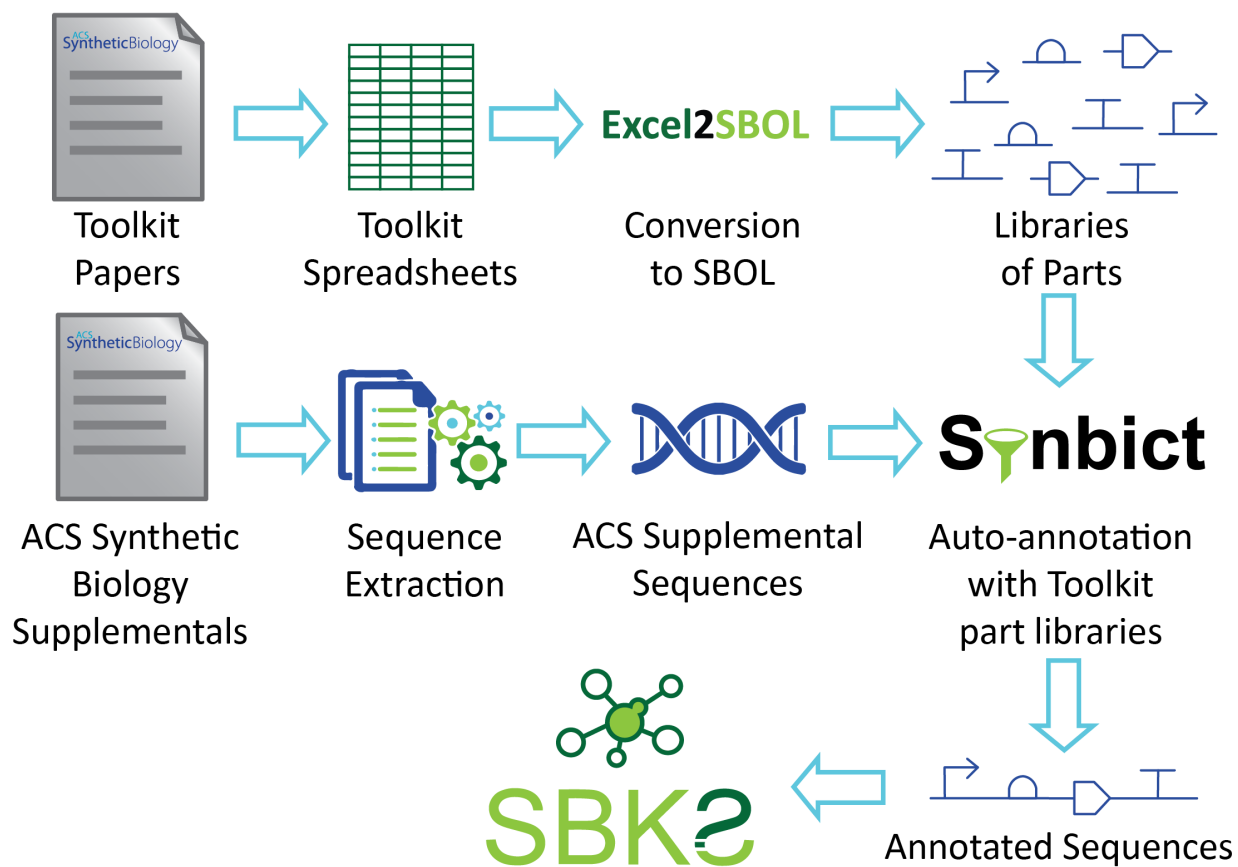 ACS
SyntheticBiology
Excel2SBOL
Toolkit
Papers
Toolkit
Spreadsheets
Conversion
to SBOL
Libraries
of Parts
ACS
SyntheticBiology
Synbict
ACS Synthetic
Biology
Supplementals
Sequence
Extraction
ACS Supplemental
Sequences
Auto-annotation
with Toolkit
part libraries
SBKS
Annotated Sequences